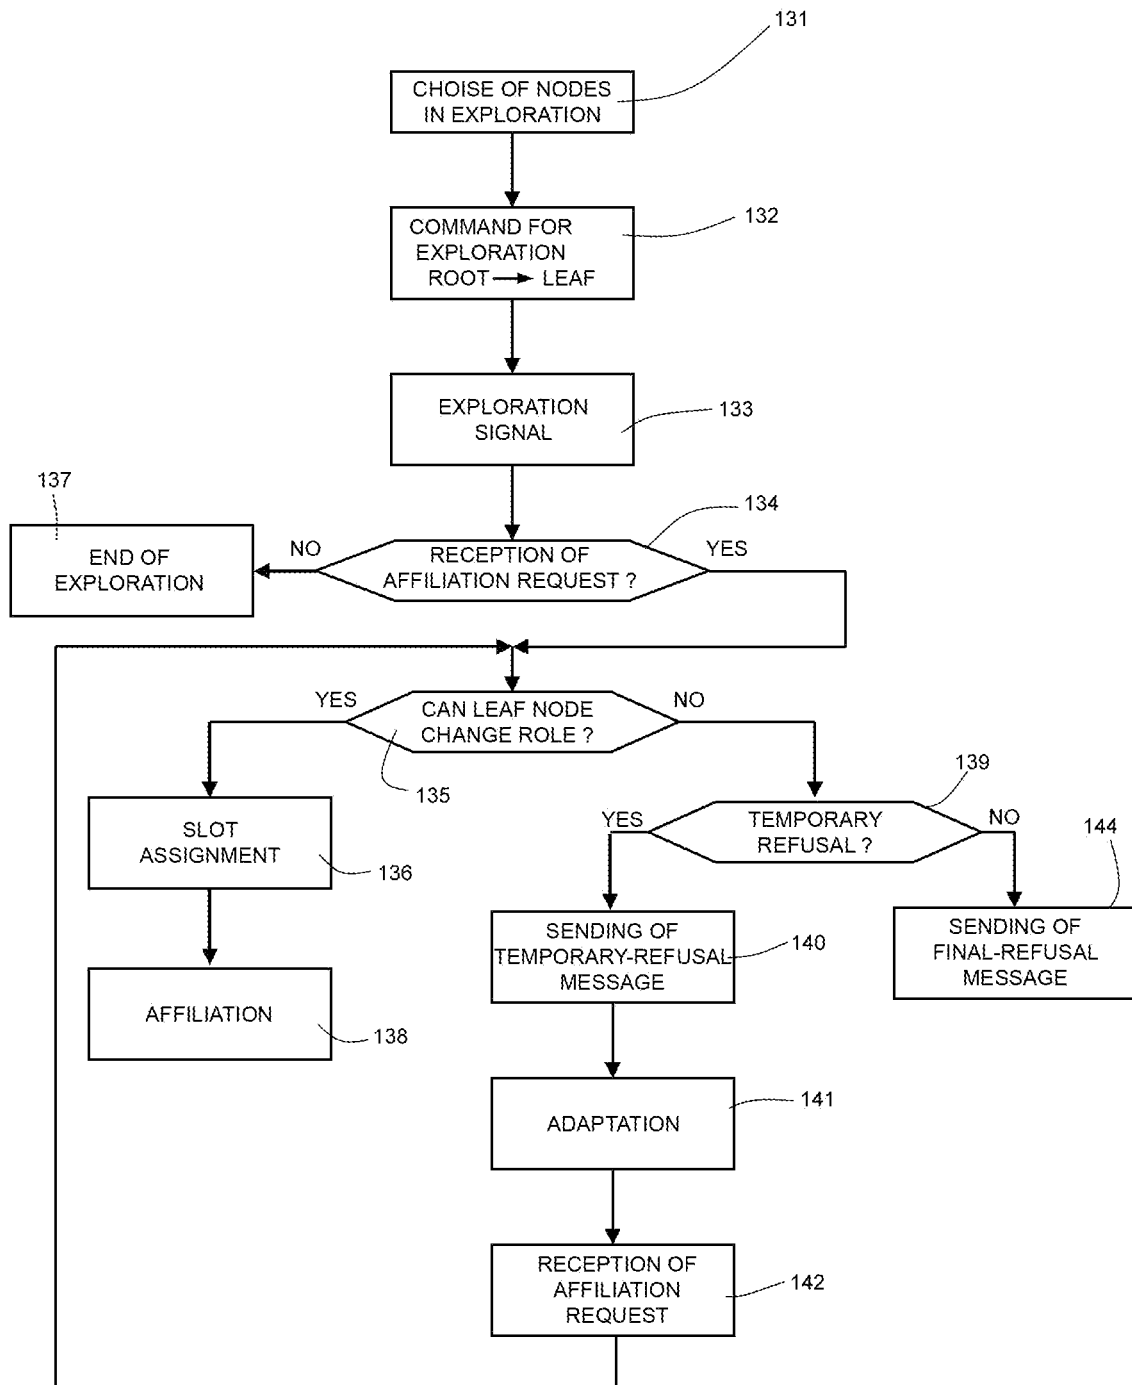 131
CHOISE OF NODES
IN EXPLORATION
132
COMMAND FOR
EXPLORATION
ROOT → LEAF
133
EXPLORATION
SIGNAL
137
134
END OF
EXPLORATION
NO
RECEPTION OF
AFFILIATION REQUEST ?
YES
YES
CAN LEAF NODE
CHANGE ROLE ?
NO
135
139
SLOT
ASSIGNMENT
136
YES
TEMPORARY
REFUSAL ?
NO
144
SENDING OF
TEMPORARY-REFUSAL
MESSAGE
140
SENDING OF
FINAL-REFUSAL
MESSAGE
AFFILIATION
138
ADAPTATION
141
RECEPTION OF
AFFILIATION
REQUEST
142